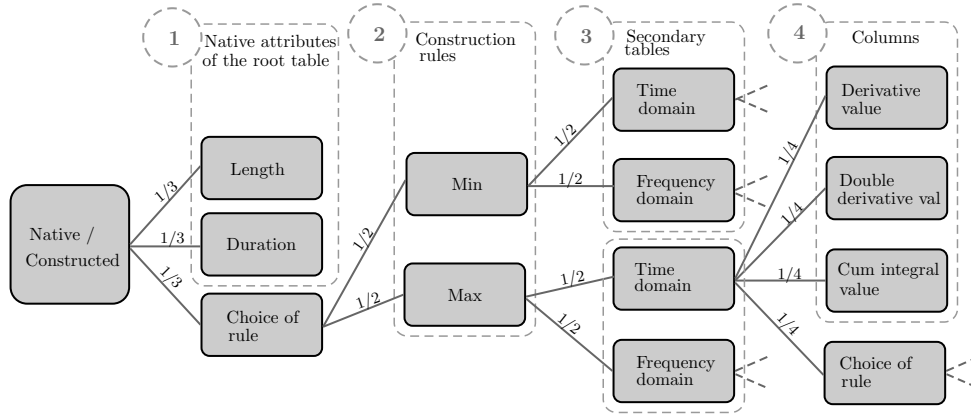 1
Native attributes
of the root table
2
Construction
rules
3
Secondary
tables
4
Columns
Native /
Constructed
1/3
1/3
1/3
Length
Duration
Choice of
rule
1/2
1/2
Min
Max
1/2
1/2
1/2
1/2
Time
domain
Frequency
domain
Time
domain
Frequency
domain
1/4
1/4
1/4
1/4
Derivative
value
Double
derivative val
Cum integral
value
Choice of
rule